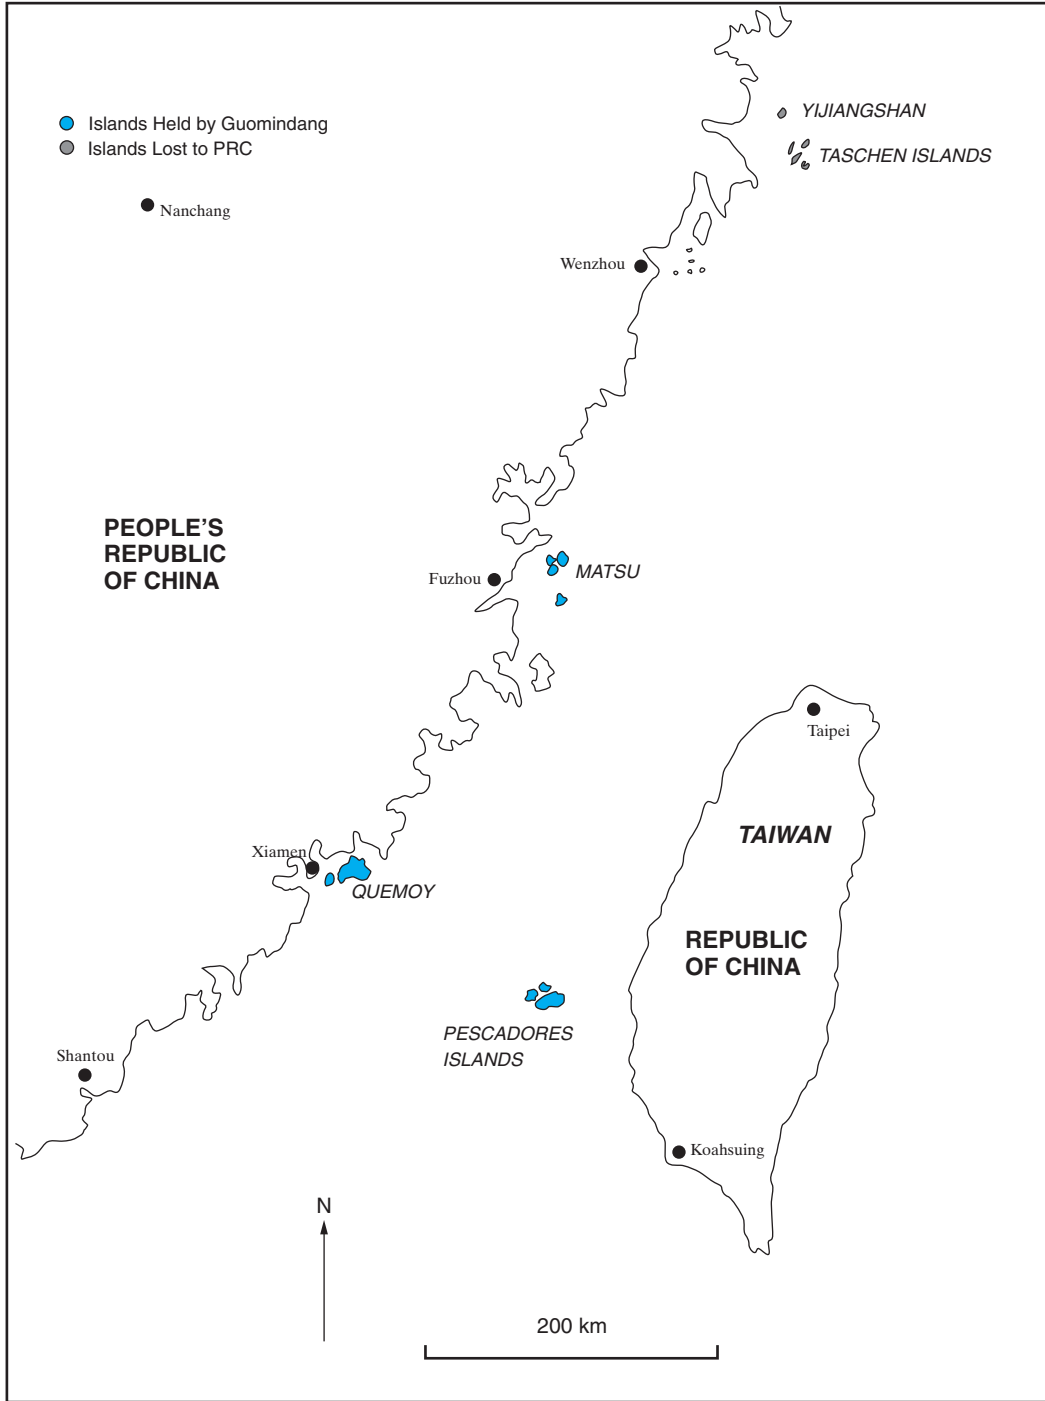 YIJIANGSHAN
Islands Held by Guomindang
Islands Lost to PRC
TASCHEN ISLANDS
Nanchang
Wenzhou
PEOPLE'S
REPUBLIC
OF CHINA
MATSU
Fuzhou
Taipei
TAIWAN
Xiamen
QUEMOY
REPUBLIC
OF CHINA
PESCADORES
ISLANDS
Shantou
Koahsuing
N
200 km